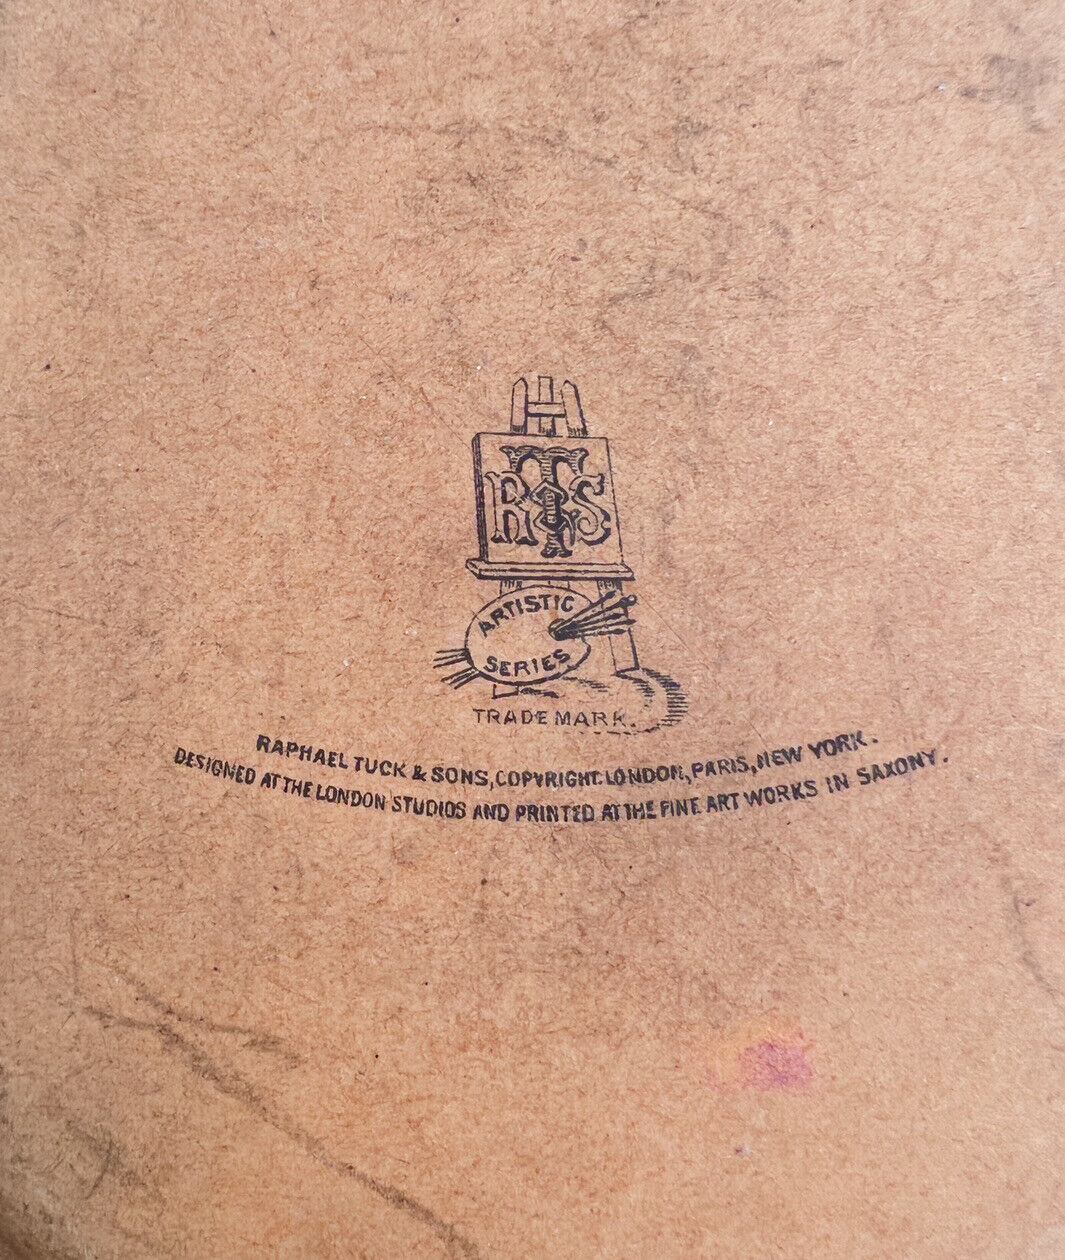 RT&S
ARTISTIC
SERIES
TRADE MARK.
RAPHAEL TUCK & SONS, COPYRIGHT LONDON, PARIS, NEW YORK.
DESIGNED AT THE LONDON STUDIOS AND PRINTED AT THE FINE ART WORKS IN SAXONY.